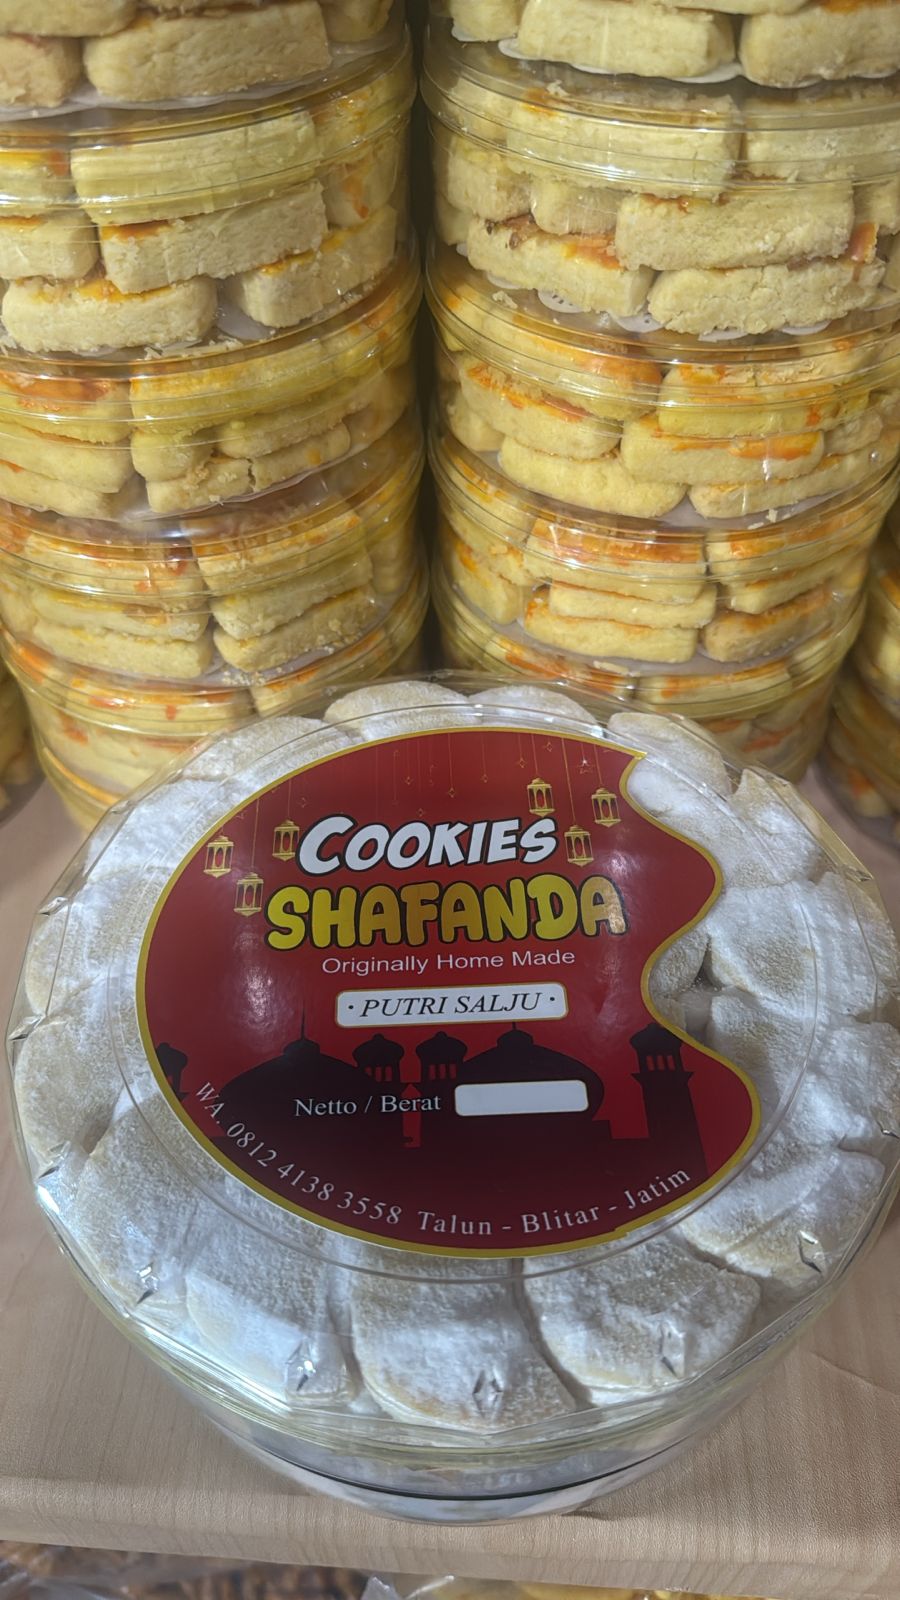 COOKIES
SHAFANDA
Originally Home Made
· PUTRI SALJU ·
Netto / Berat
WA. 0812 4138 3558 Talun - Blitar - Jatim